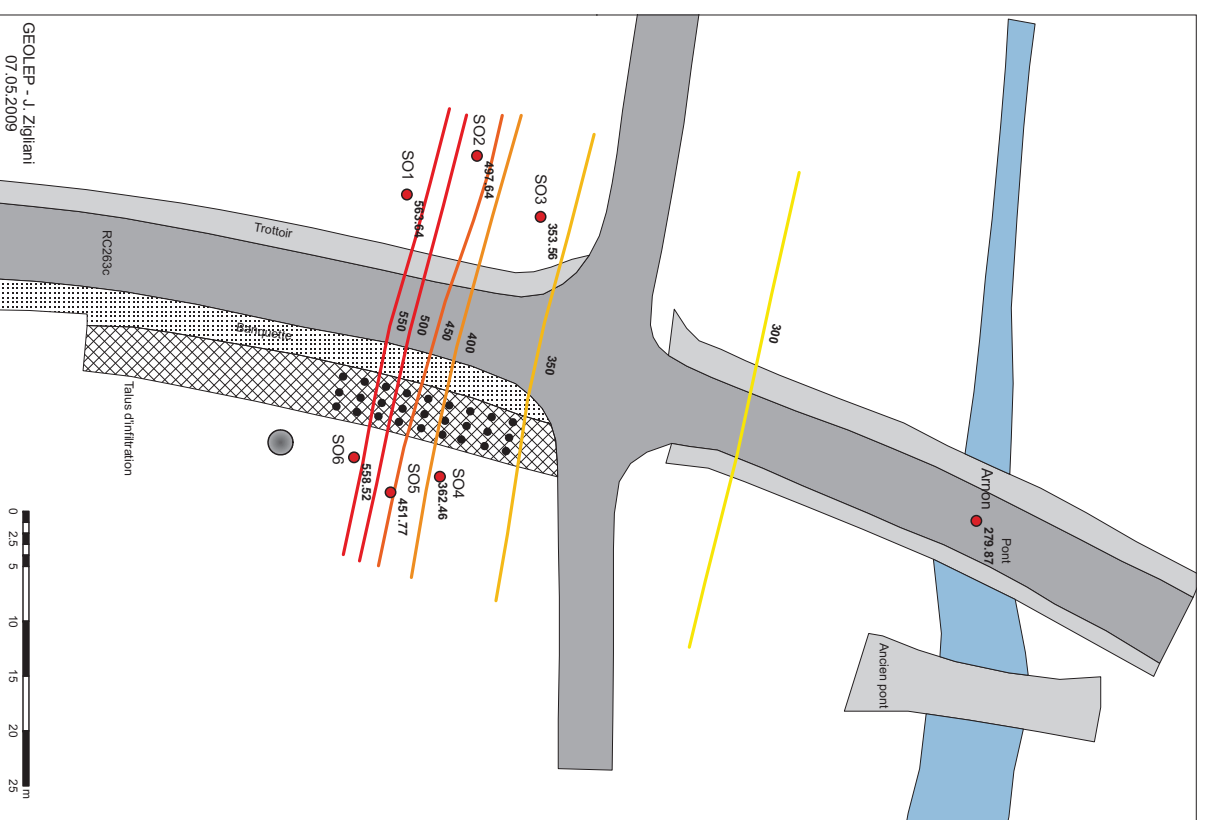 GEOLEP - J. Zigliani
07.05.2009
SO2
497.64
SO1
563.64
SO3
353.56
Trottoir
RC263c
Banquette
Talus d'infiltration
550
500
450
400
350
300
SO6
558.52
SO5
451.77
SO4
362.46
Arnon
279.87
Pont
Ancien pont
0 2.5 5 10 15 20 25 m